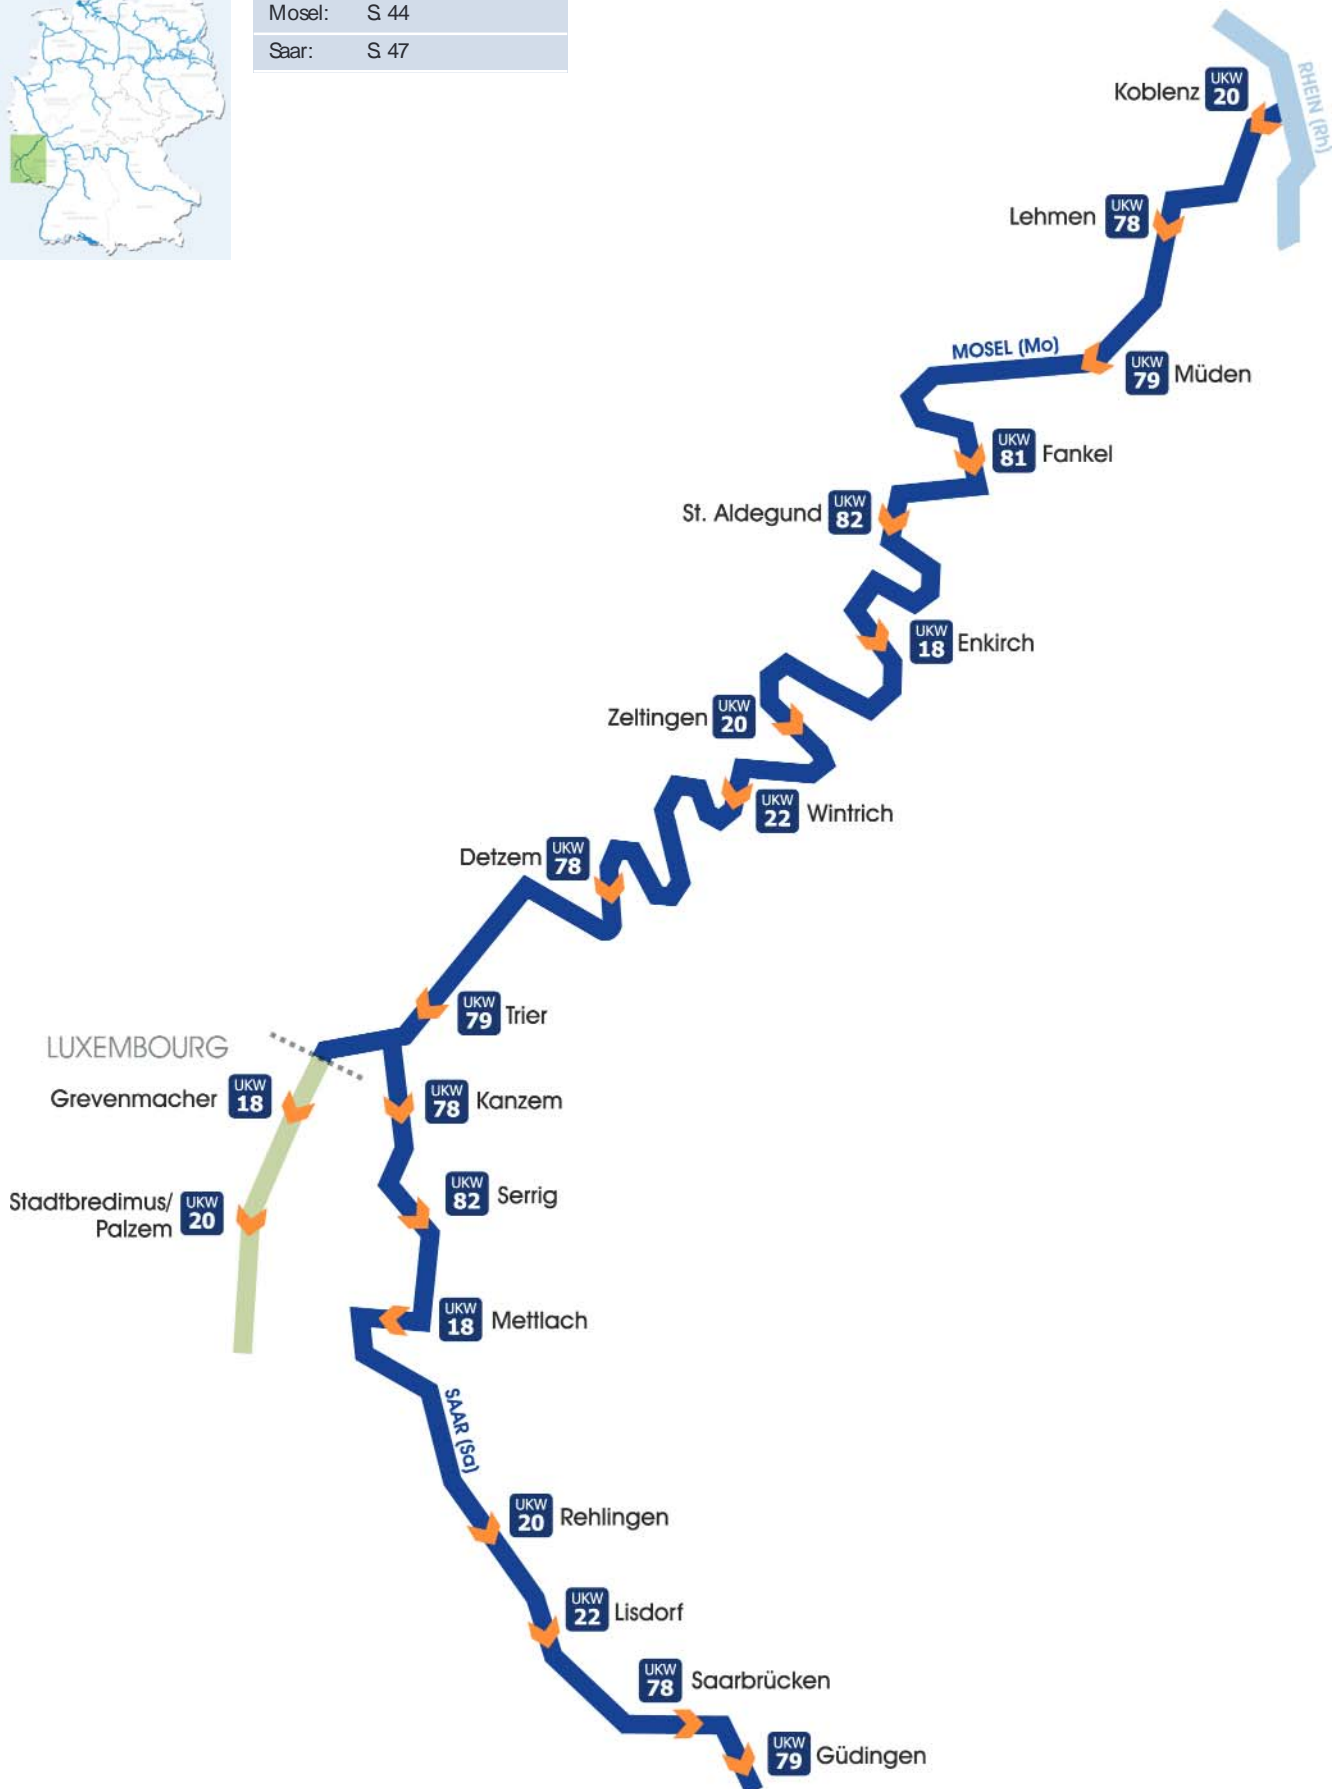 Mosel: S. 44
Saar: S. 47
RHEIN (Rh)
Koblenz UKW 20
Lehmen UKW 78
MOSEL (Mo)
UKW 79 Müden
UKW 81 Fankel
St. Aldegund UKW 82
UKW 18 Enkirch
Zeltingen UKW 20
UKW 22 Wintrich
Detzem UKW 78
UKW 79 Trier
LUXEMBOURG
Grevenmacher UKW 18
UKW 78 Kanzem
Stadtbredimus/
Palzem UKW 20
UKW 82 Serrig
UKW 18 Mettlach
SAAR (Sa)
UKW 20 Rehlingen
UKW 22 Lisdorf
UKW 78 Saarbrücken
UKW 79 Güdingen